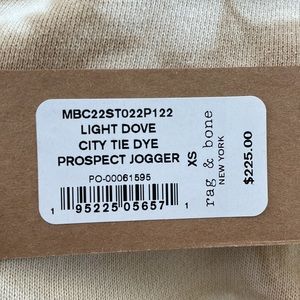 MBC22ST022P122
LIGHT DOVE
CITY TIE DYE
PROSPECT JOGGER
PO-00061595
1 95225 05657 1
XS
rag & bone
NEW YORK
$225.00